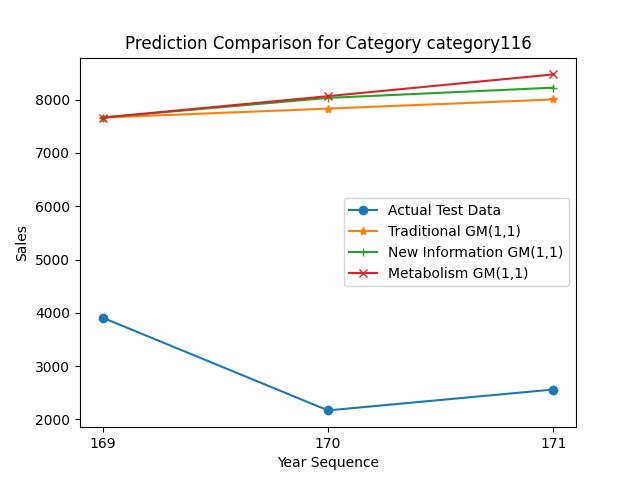 Prediction Comparison for Category category116
Sales
8000
7000
6000
5000
4000
3000
2000
Actual Test Data
Traditional GM(1,1)
New Information GM(1,1)
Metabolism GM(1,1)
169
170
171
Year Sequence